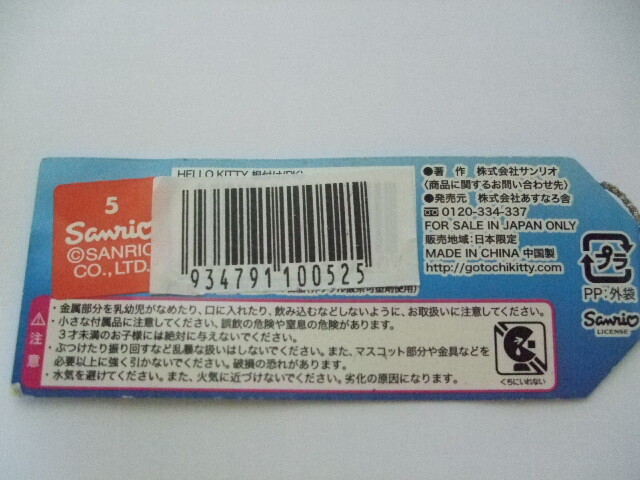 HELLO KITTY 根付け(PK)
5
Sanrio
©SANRIO
CO., LTD.
934791 100525
●著 作 株式会社サンリオ
〈商品に関するお問い合わせ先〉
●発売元 株式会社あすなろ舎
0120-334-337
FOR SALE IN JAPAN ONLY
販売地域:日本限定
MADE IN CHINA 中国製
http://gotochikitty.com
プラ
PP:外袋
Sanrio
LICENSE
注意
・金属部分を乳幼児がなめたり、口に入れたり、飲み込むなどしないように、お取扱いに注意してください。
・小さな付属品に注意してください。誤飲の危険や窒息の危険があります。
3才未満のお子様には絶対に与えないでください。
・ぶつけたり振り回すなど乱暴な扱いはしないでください。また、マスコット部分や金具などを
必要以上に強く引かないでください。破損の恐れがあります。
・水気を避けてください。また、火気に近づけないでください。劣化の原因になります。
くちにいれない